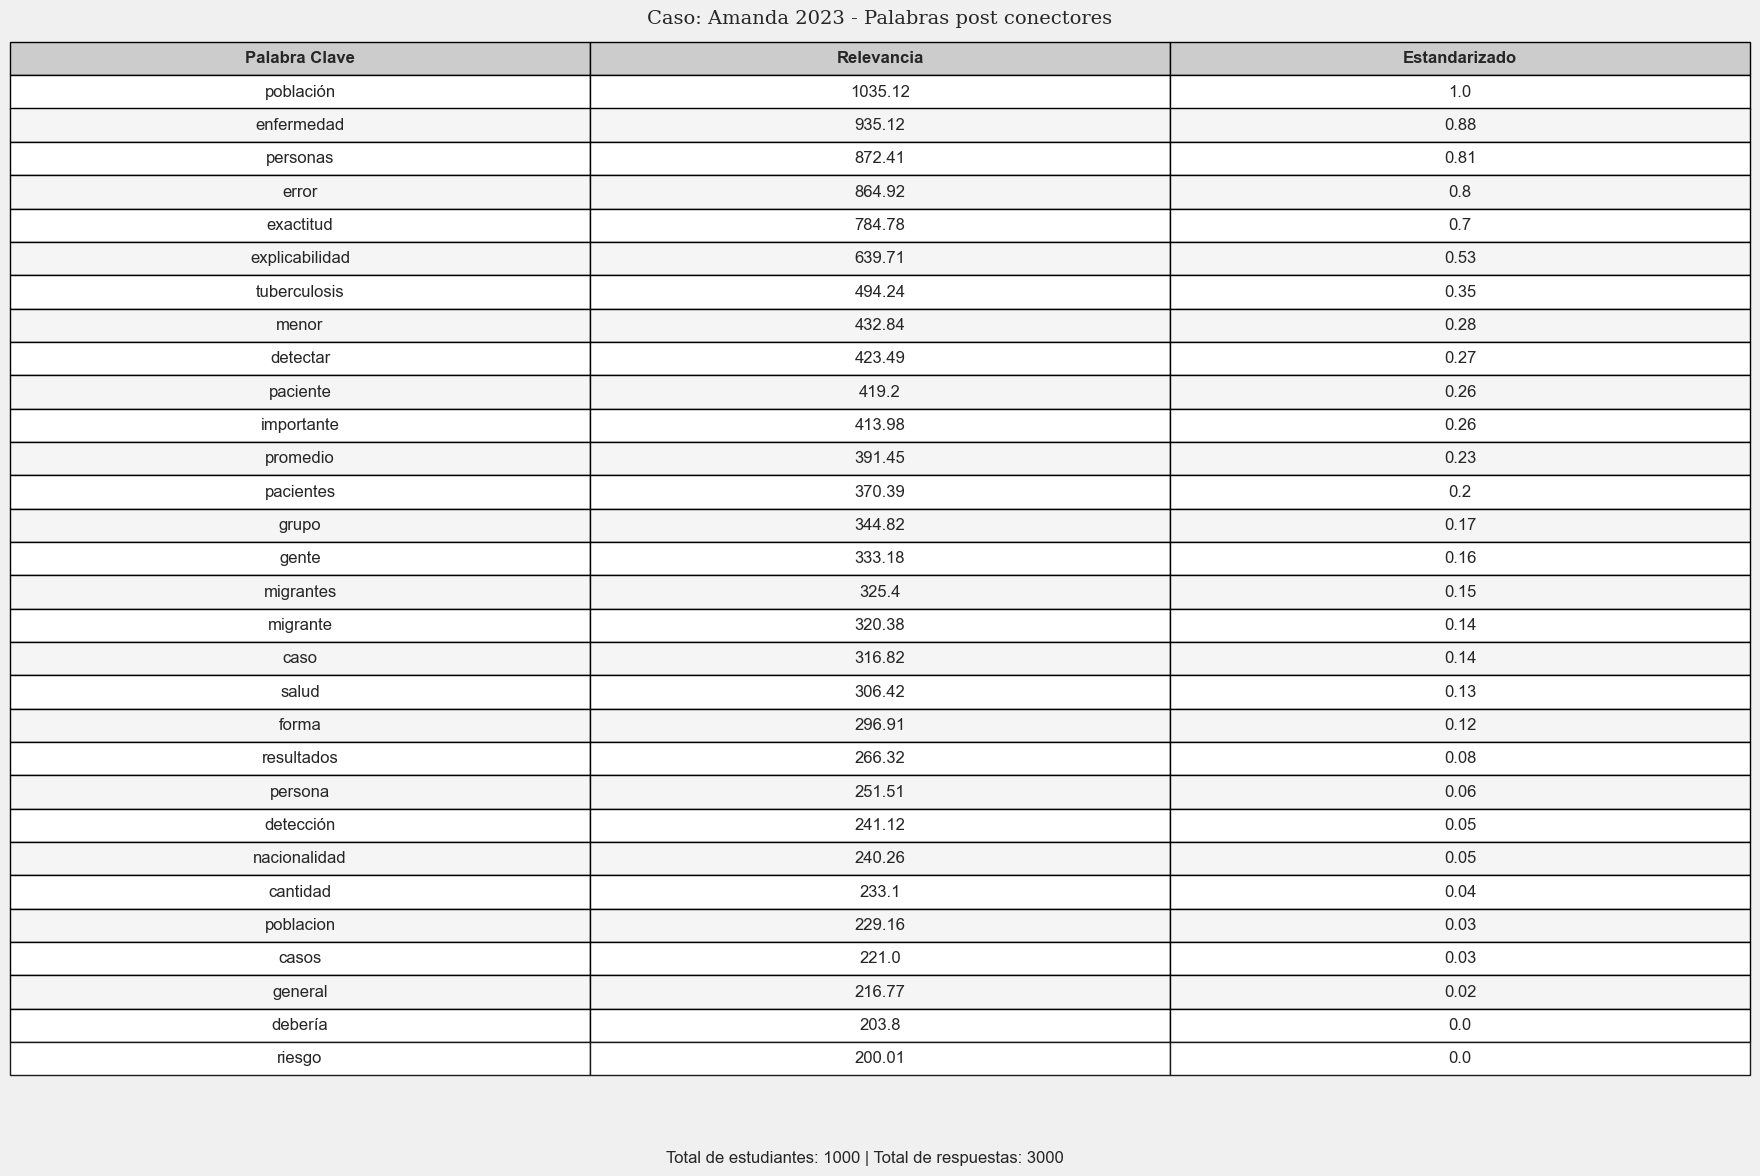 Caso: Amanda 2023 - Palabras post conectores
Palabra Clave Relevancia Estandarizado
población 1035.12 1.0
enfermedad 935.12 0.88
personas 872.41 0.81
error 864.92 0.8
exactitud 784.78 0.7
explicabilidad 639.71 0.53
tuberculosis 494.24 0.35
menor 432.84 0.28
detectar 423.49 0.27
paciente 419.2 0.26
importante 413.98 0.26
promedio 391.45 0.23
pacientes 370.39 0.2
grupo 344.82 0.17
gente 333.18 0.16
migrantes 325.4 0.15
migrante 320.38 0.14
caso 316.82 0.14
salud 306.42 0.13
forma 296.91 0.12
resultados 266.32 0.08
persona 251.51 0.06
detección 241.12 0.05
nacionalidad 240.26 0.05
cantidad 233.1 0.04
poblacion 229.16 0.03
casos 221.0 0.03
general 216.77 0.02
debería 203.8 0.0
riesgo 200.01 0.0
Total de estudiantes: 1000 | Total de respuestas: 3000